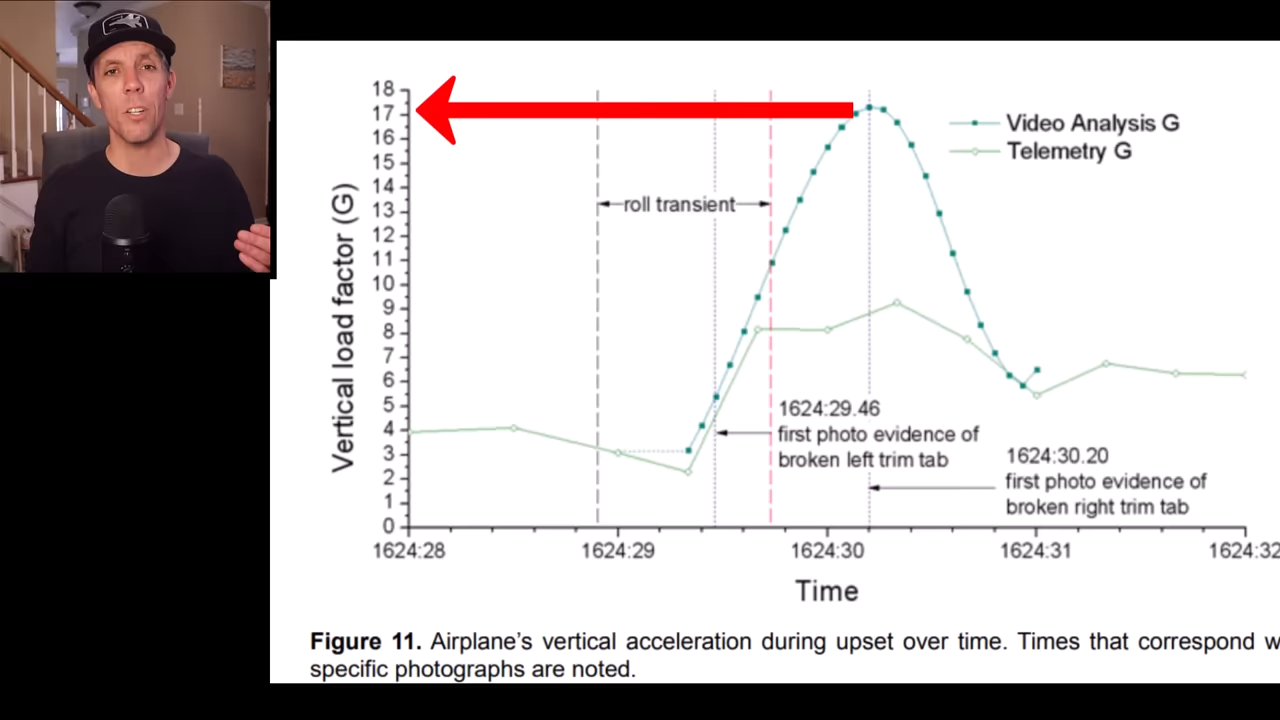 18
17
16
15
14
13
12
11
10
9
8
7
6
5
4
3
2
1
0
Vertical load factor (G)
roll transient
Video Analysis G
Telemetry G
1624:29.46
first photo evidence of
broken left trim tab
1624:30.20
first photo evidence of
broken right trim tab
1624:28
1624:29
1624:30
1624:31
1624:32
Time
Figure 11. Airplane's vertical acceleration during upset over time. Times that correspond w
specific photographs are noted.